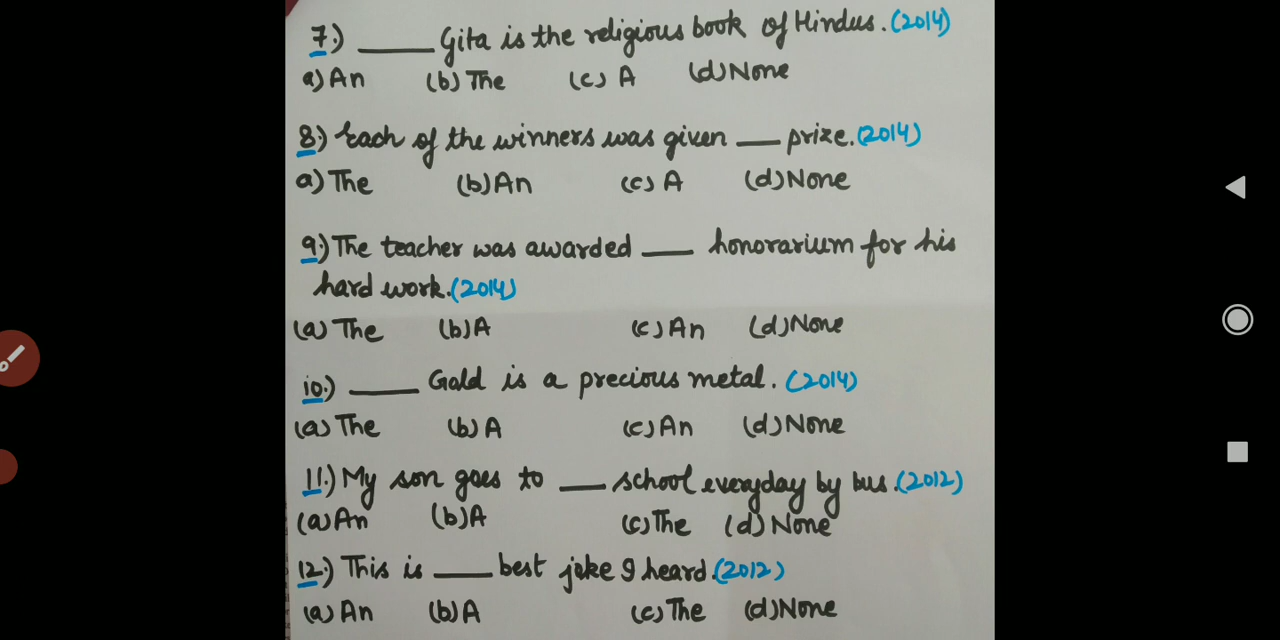 7.) ____ Gita is the religious book of Hindus. (2014)
a) An (b) The (c) A (d) None
8.) Each of the winners was given ___ prize. (2014)
a) The (b) An (c) A (d) None
9.) The teacher was awarded ___ honorarium for his
hard work. (2014)
(a) The (b) A (c) An (d) None
10.) ____ Gold is a precious metal. (2014)
(a) The (b) A (c) An (d) None
11.) My son goes to ___ school everyday by bus. (2012)
(a) An (b) A (c) The (d) None
12.) This is ____ best joke I heard. (2012)
(a) An (b) A (c) The (d) None